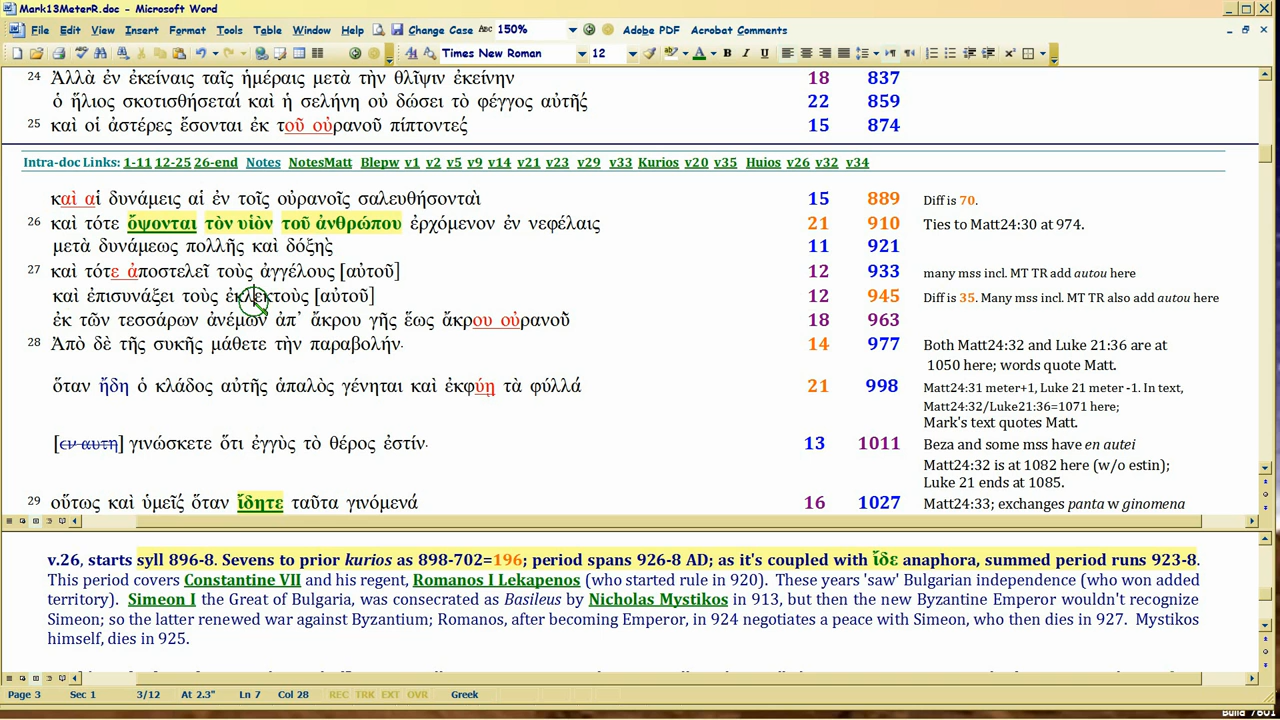 Mark13MeterR.doc - Microsoft Word
File Edit View Insert Format Tools Table Window Help Change Case ABC 150% Adobe PDF Acrobat Comments
Times New Roman 12 B I U
24 Ἀλλὰ ἐν ἐκείναις ταῖς ἡμέραις μετὰ τὴν θλῖψιν ἐκείνην 18 837
ὁ ἥλιος σκοτισθήσεταί καὶ ἡ σελήνη οὐ δώσει τὸ φέγγος αὐτῆς 22 859
25 καὶ οἱ ἀστέρες ἔσονται ἐκ τοῦ οὐρανοῦ πίπτοντες 15 874
Intra-doc Links: 1-11 12-25 26-end Notes NotesMatt Blepw v1 v2 v5 v9 v14 v21 v23 v29 v33 Kurios v20 v35 Huios v26 v32 v34
καὶ αἱ δυνάμεις αἱ ἐν τοῖς οὐρανοῖς σαλευθήσονται 15 889 Diff is 70.
26 καὶ τότε ὄψονται τὸν υἱὸν τοῦ ἀνθρώπου ἐρχόμενον ἐν νεφέλαις 21 910 Ties to Matt24:30 at 974.
μετὰ δυνάμεως πολλῆς καὶ δόξης 11 921
27 καὶ τότε ἀποστελεῖ τοὺς ἀγγέλους [αὐτοῦ] 12 933 many mss incl. MT TR add autou here
καὶ ἐπισυνάξει τοὺς ἐκλεκτοὺς [αὐτοῦ] 12 945 Diff is 35. Many mss incl. MT TR also add autou here
ἐκ τῶν τεσσάρων ἀνέμων ἀπ᾽ ἄκρου γῆς ἕως ἄκρου οὐρανοῦ 18 963
28 Ἀπὸ δὲ τῆς συκῆς μάθετε τὴν παραβολήν· 14 977 Both Matt24:32 and Luke 21:36 are at
1050 here; words quote Matt.
ὅταν ἤδη ὁ κλάδος αὐτῆς ἁπαλὸς γένηται καὶ ἐκφύῃ τὰ φύλλά 21 998 Matt24:31 meter+1, Luke 21 meter -1. In text,
Matt24:32/Luke21:36=1071 here;
Mark's text quotes Matt.
[εν αυτη] γινώσκετε ὅτι ἐγγὺς τὸ θέρος ἐστίν· 13 1011 Beza and some mss have en autei
Matt24:32 is at 1082 here (w/o estin);
Luke 21 ends at 1085.
29 οὕτως καὶ ὑμεῖς ὅταν ἴδητε ταῦτα γινόμενά 16 1027 Matt24:33; exchanges panta w ginomena
v.26, starts syll 896-8. Sevens to prior kurios as 898-702=196; period spans 926-8 AD; as it's coupled with ἴδε anaphora, summed period runs 923-8.
This period covers Constantine VII and his regent, Romanos I Lekapenos (who started rule in 920). These years 'saw' Bulgarian independence (who won added
territory). Simeon I the Great of Bulgaria, was consecrated as Basileus by Nicholas Mystikos in 913, but then the new Byzantine Emperor wouldn't recognize
Simeon; so the latter renewed war against Byzantium; Romanos, after becoming Emperor, in 924 negotiates a peace with Simeon, who then dies in 927. Mystikos
himself, dies in 925.
Page 3 Sec 1 3/12 At 2.3" Ln 7 Col 28 REC TRK EXT OVR Greek
Build 7601